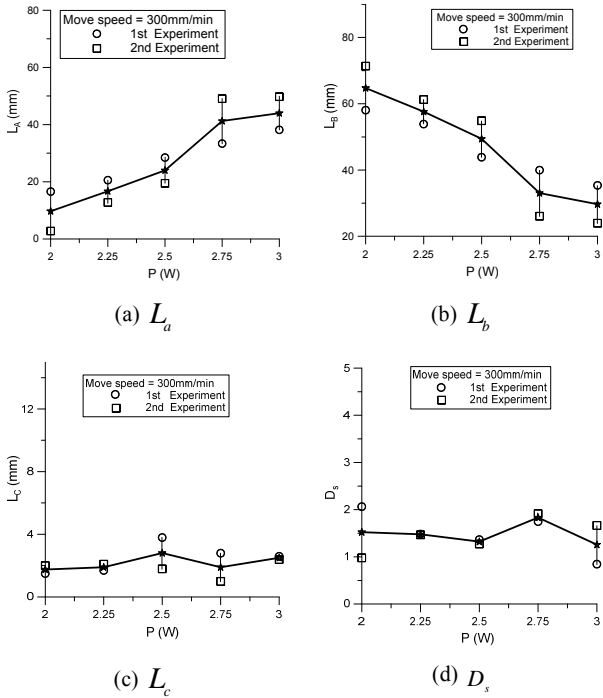 Move speed = 300mm/min
1st Experiment
2nd Experiment
80
60
40
20
0
L_A (mm)
2 2.25 2.5 2.75 3
P (W)
(a) L_a
Move speed = 300mm/min
1st Experiment
2nd Experiment
80
60
40
20
L_B (mm)
2 2.25 2.5 2.75 3
P (W)
(b) L_b
Move speed = 300mm/min
1st Experiment
2nd Experiment
12
8
4
0
L_C (mm)
2 2.25 2.5 2.75 3
P (W)
(c) L_c
Move speed = 300mm/min
1st Experiment
2nd Experiment
5
4
3
2
1
0
D_s
2 2.25 2.5 2.75 3
P (W)
(d) D_s